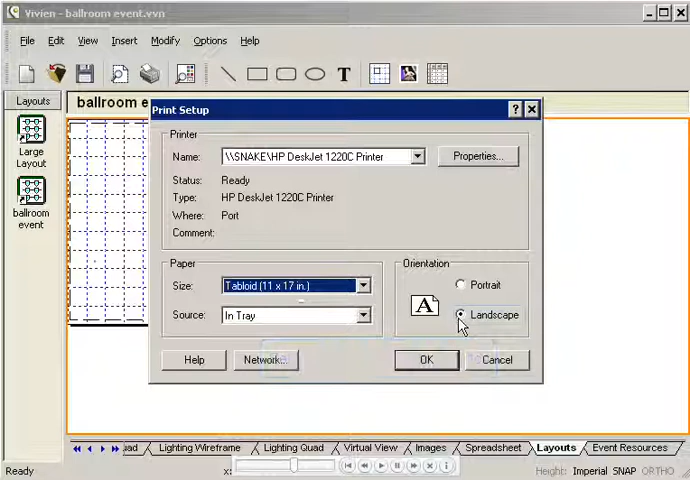 Vivien - ballroom event.vvn
File Edit View Insert Modify Options Help
T
Layouts
ballroom e
Large
Layout
ballroom
event
Print Setup
?
Printer
Name: \\SNAKE\HP DeskJet 1220C Printer Properties...
Status: Ready
Type: HP DeskJet 1220C Printer
Where: Port
Comment:
Paper
Size: Tabloid (11 x 17 in.)
Source: In Tray
Orientation
A
Portrait
Landscape
Help Network... OK Cancel
uad Lighting Wireframe Lighting Quad Virtual View Images Spreadsheet Layouts Event Resources
Ready x: Height: Imperial SNAP ORTHO